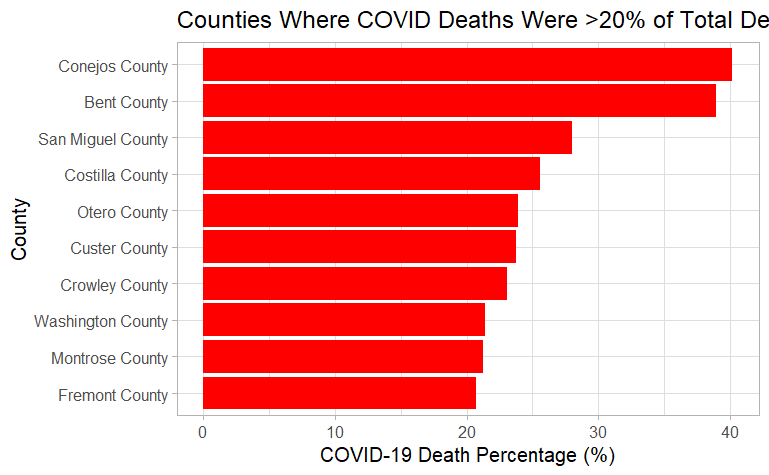 Counties Where COVID Deaths Were >20% of Total De
Conejos County
Bent County
San Miguel County
Costilla County
Otero County
Custer County
Crowley County
Washington County
Montrose County
Fremont County
County
0 10 20 30 40
COVID-19 Death Percentage (%)